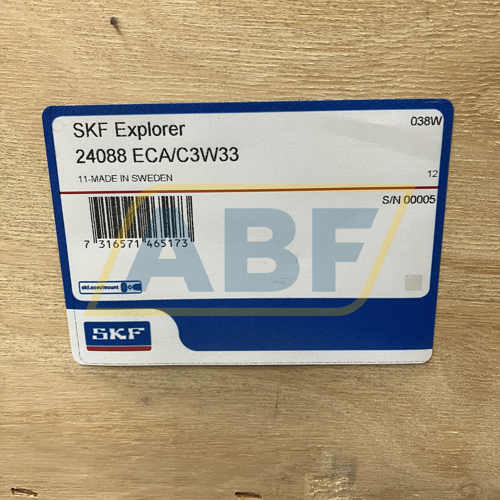 SKF Explorer
038W
24088 ECA/C3W33
11-MADE IN SWEDEN
12
S/N 00005
7 316571 465173
skf.com/mount
SKF
ABF